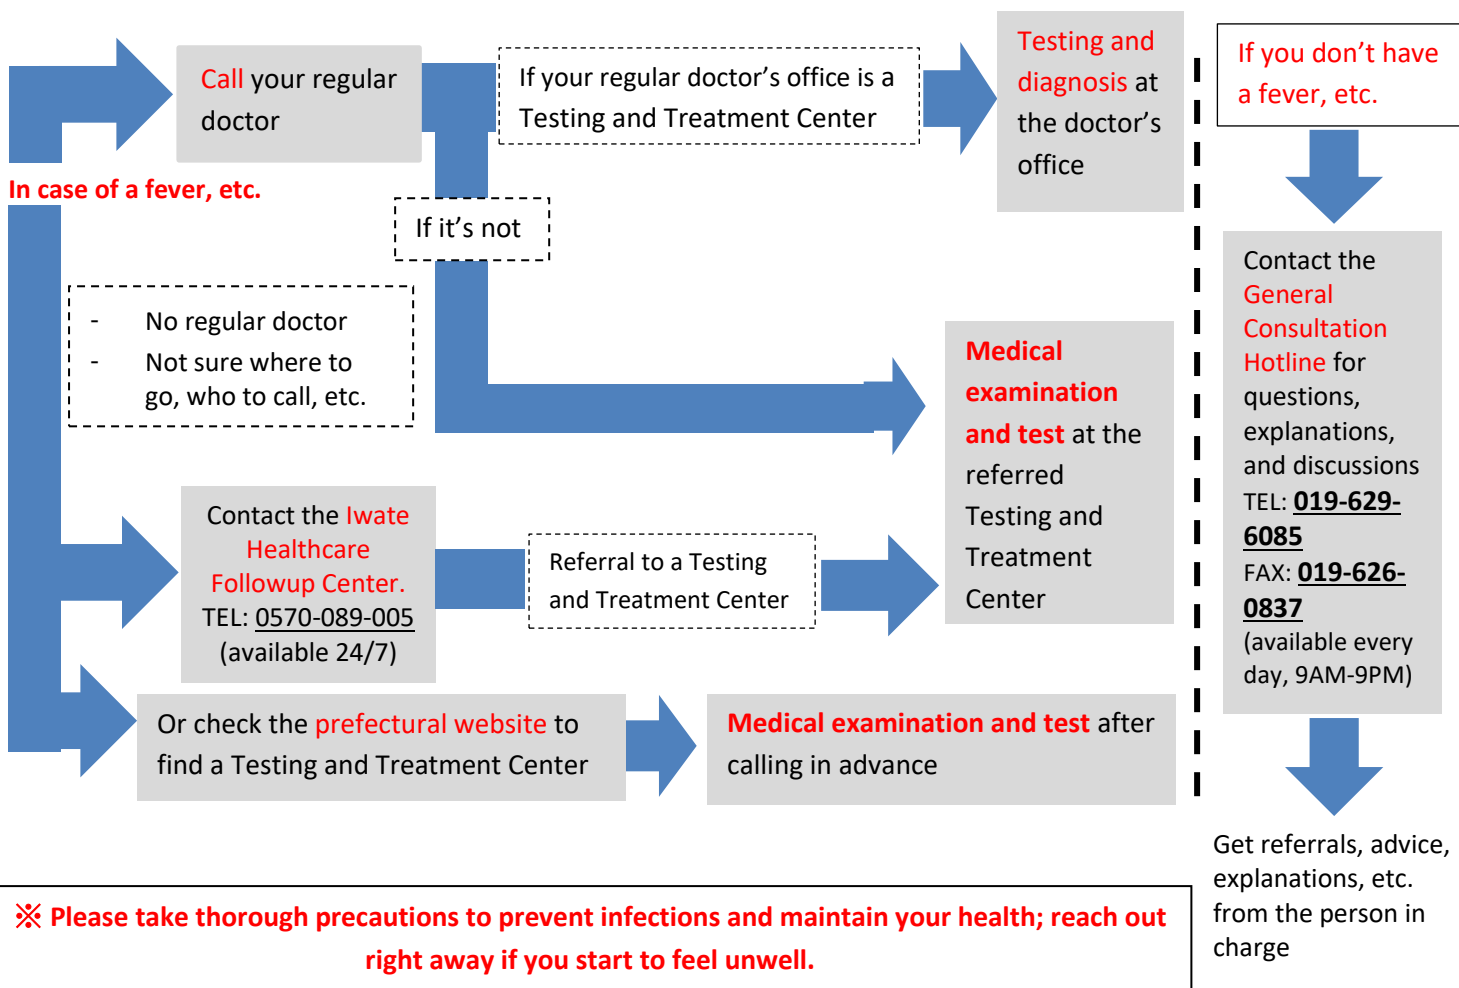 Call your regular
doctor
If your regular doctor's office is a
Testing and Treatment Center
Testing and
diagnosis at
the doctor's
office
In case of a fever, etc.
If it's not
- No regular doctor
- Not sure where to
go, who to call, etc.
Medical
examination
and test at the
referred
Testing and
Treatment
Center
Contact the Iwate
Healthcare
Followup Center.
TEL: 0570-089-005
(available 24/7)
Referral to a Testing
and Treatment Center
Or check the prefectural website to
find a Testing and Treatment Center
Medical examination and test after
calling in advance
If you don't have
a fever, etc.
Contact the
General
Consultation
Hotline for
questions,
explanations,
and discussions
TEL: 019-629-
6085
FAX: 019-626-
0837
(available every
day, 9AM-9PM)
Get referrals, advice,
explanations, etc.
from the person in
charge
※ Please take thorough precautions to prevent infections and maintain your health; reach out
right away if you start to feel unwell.